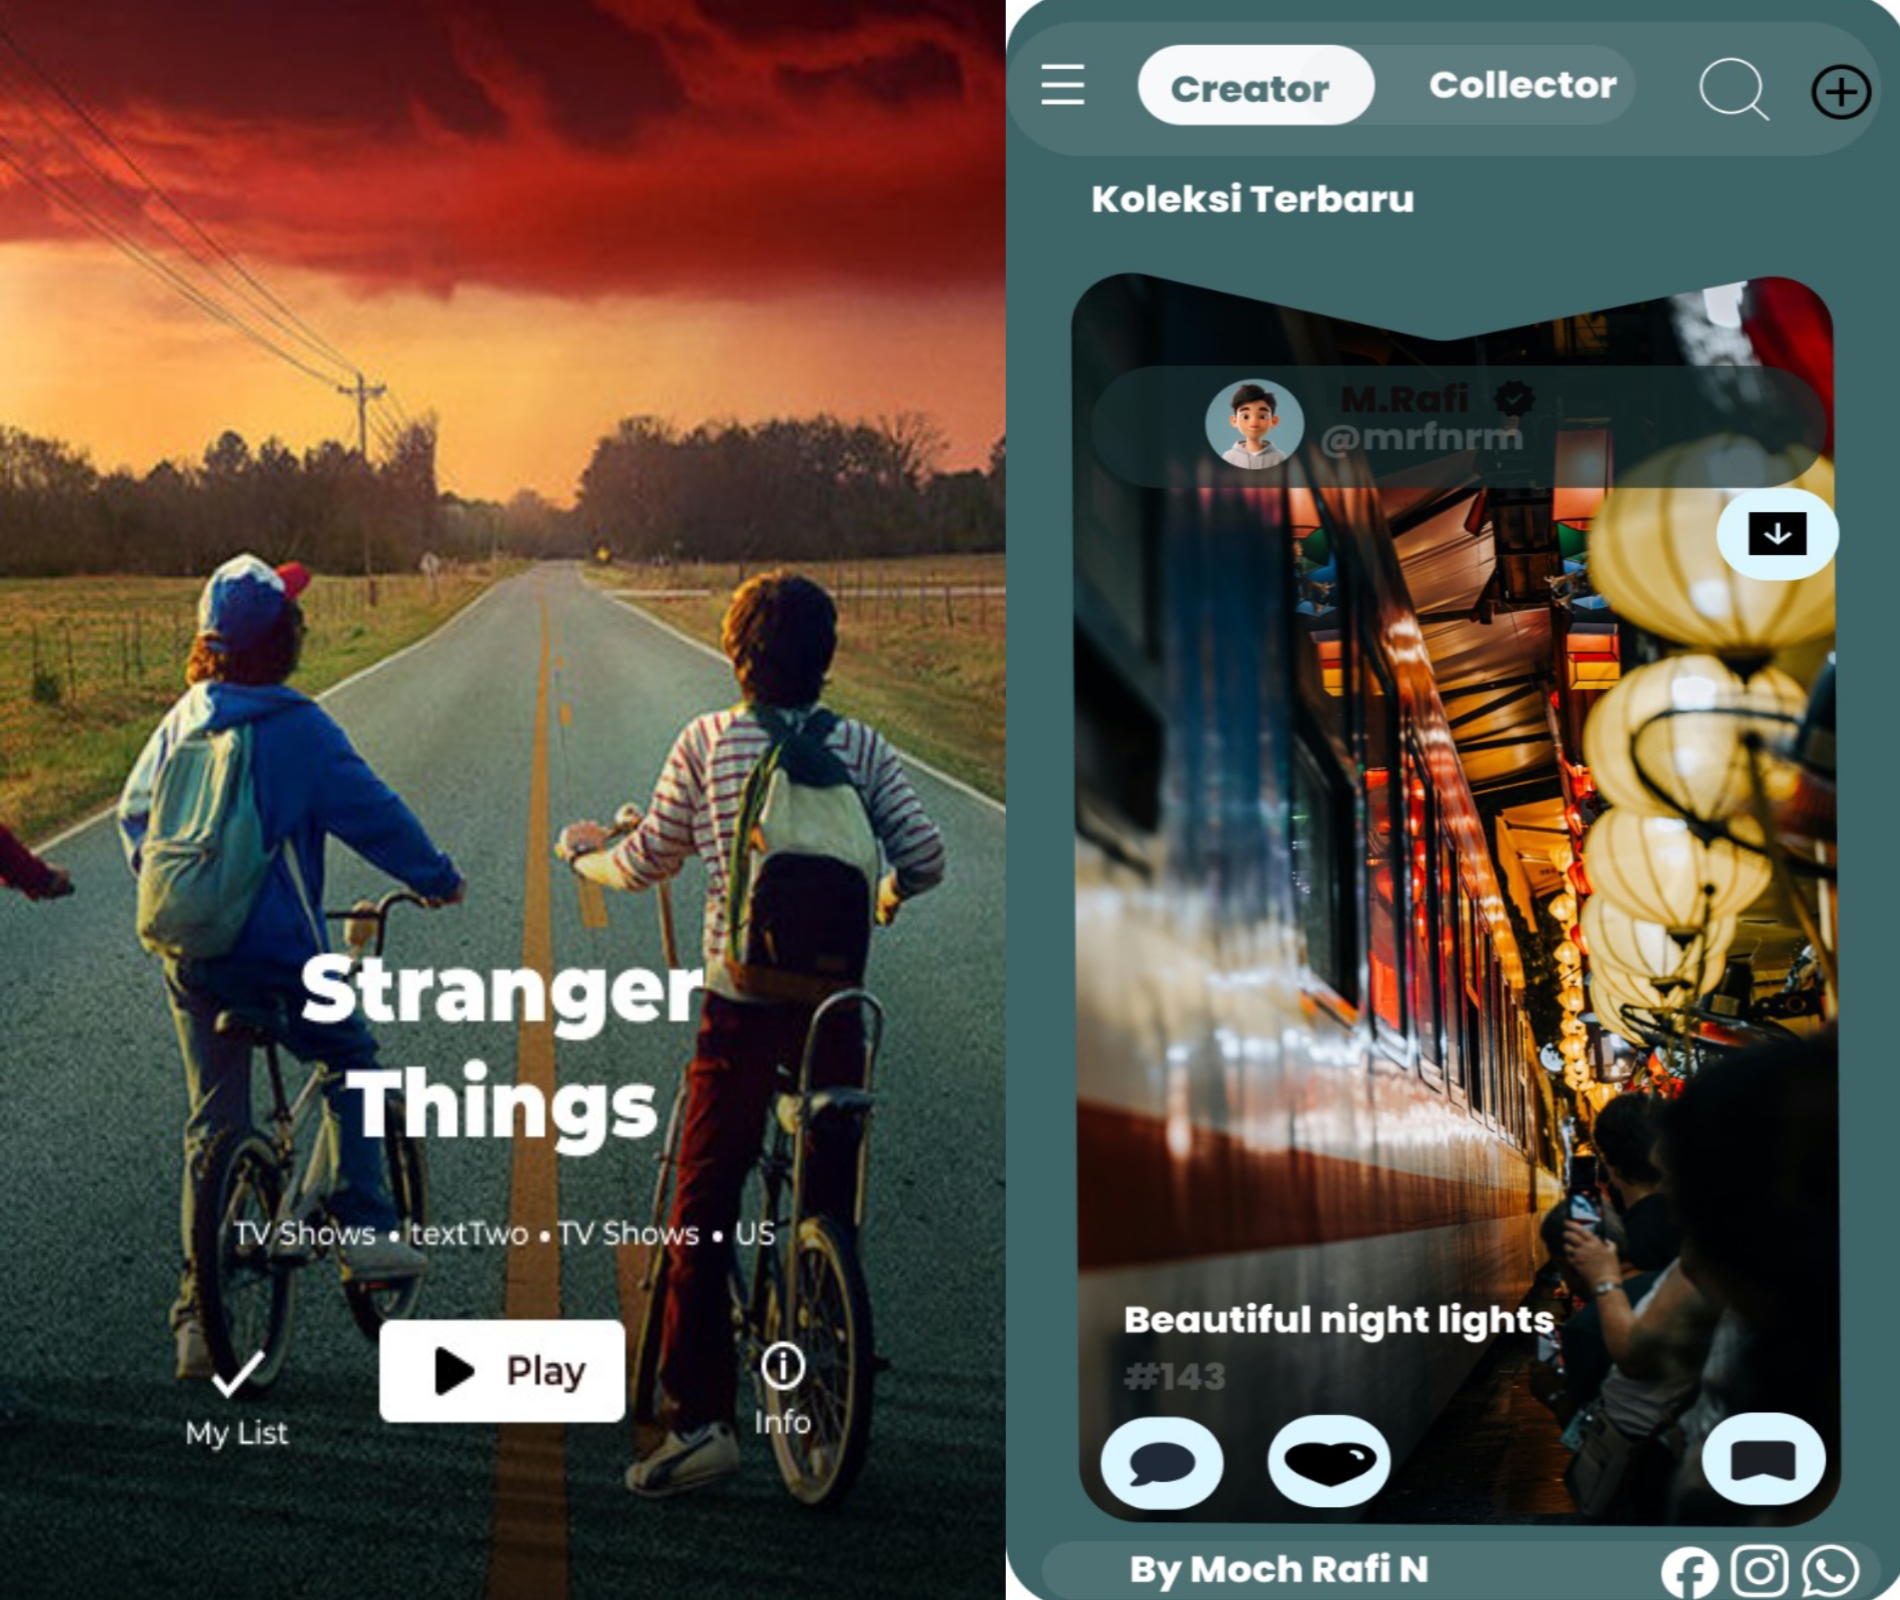 Stranger
Things
TV Shows • textTwo • TV Shows • US
My List
Play
Info
Creator
Collector
Koleksi Terbaru
M.Rafi
@mrfnrm
Beautiful night lights
#143
By Moch Rafi N